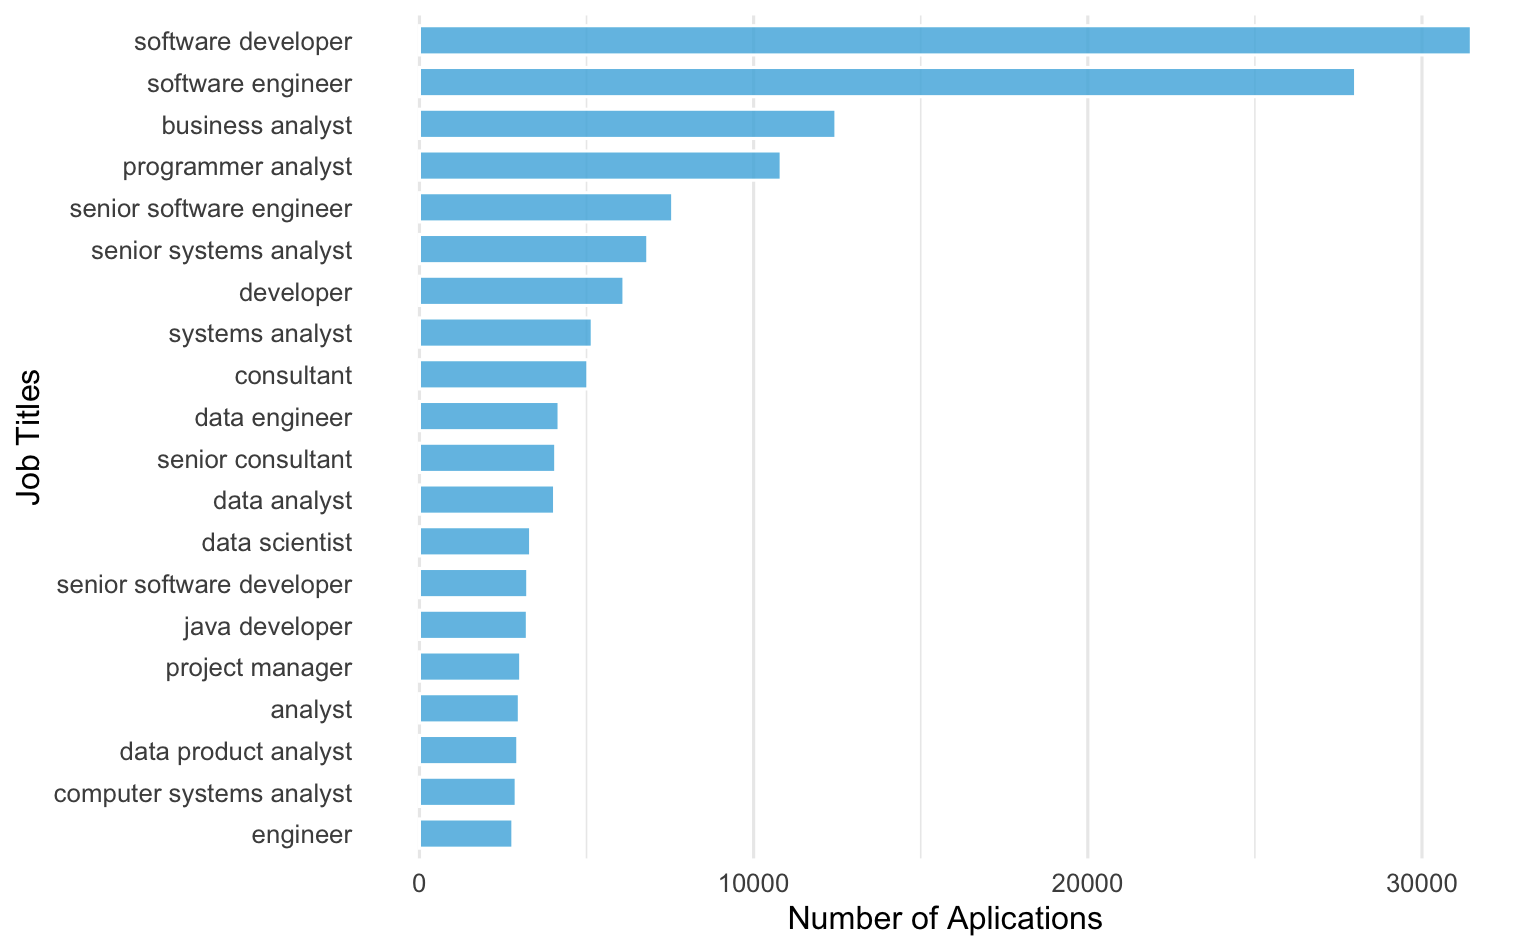 software developer
software engineer
business analyst
programmer analyst
senior software engineer
senior systems analyst
developer
systems analyst
consultant
data engineer
senior consultant
data analyst
data scientist
senior software developer
java developer
project manager
analyst
data product analyst
computer systems analyst
engineer
Job Titles
0 10000 20000 30000
Number of Aplications